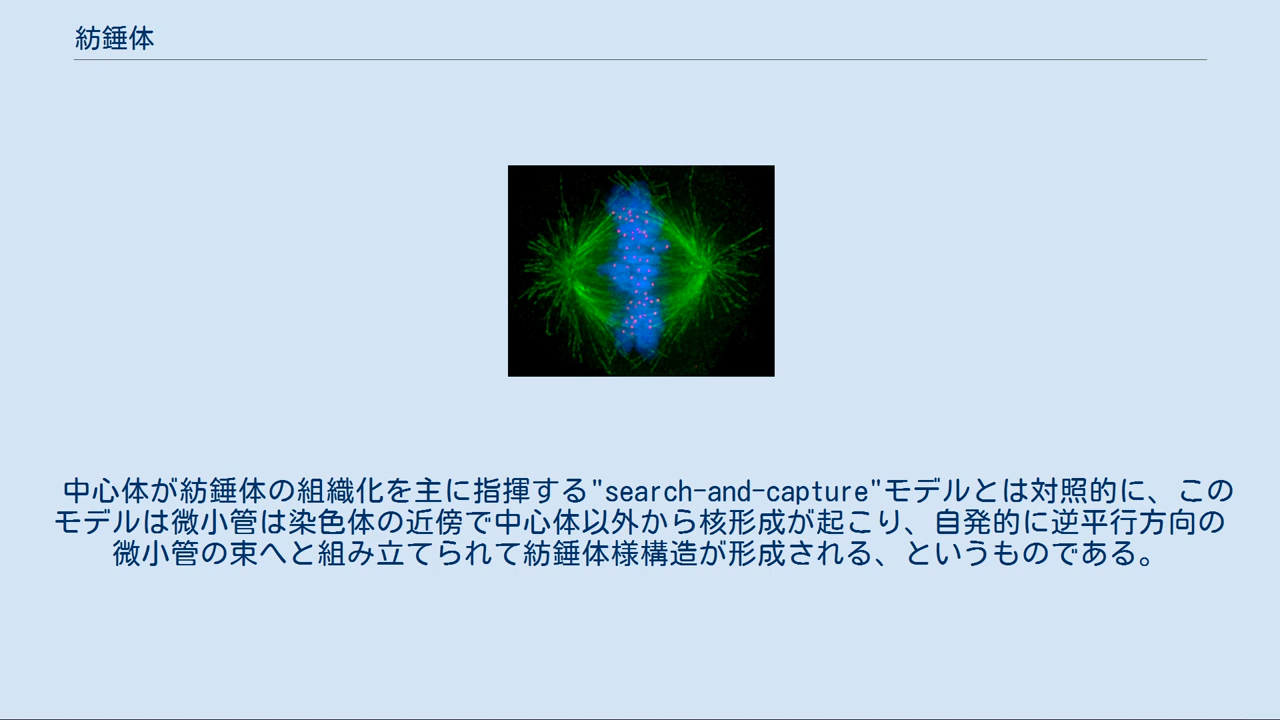 紡錘体
中心体が紡錘体の組織化を主に指揮する"search-and-capture"モデルとは対照的に、この
モデルは微小管は染色体の近傍で中心体以外から核形成が起こり、自発的に逆平行方向の
微小管の束へと組み立てられて紡錘体様構造が形成される、というものである。